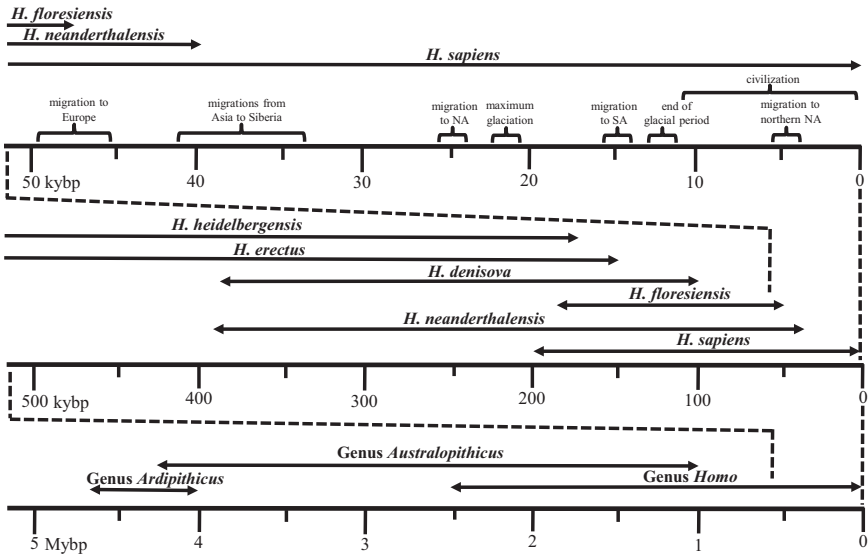 H. floresiensis
H. neanderthalensis
H. sapiens
civilization
migration to
Europe
migrations from
Asia to Siberia
migration
to NA
maximum
glaciation
migration
to SA
end of
glacial period
migration to
northern NA
50 kybp 40 30 20 10 0
H. heidelbergensis
H. erectus
H. denisova
H. floresiensis
H. neanderthalensis
H. sapiens
500 kybp 400 300 200 100 0
Genus Australopithicus
Genus Ardipithicus
Genus Homo
5 Mybp 4 3 2 1 0